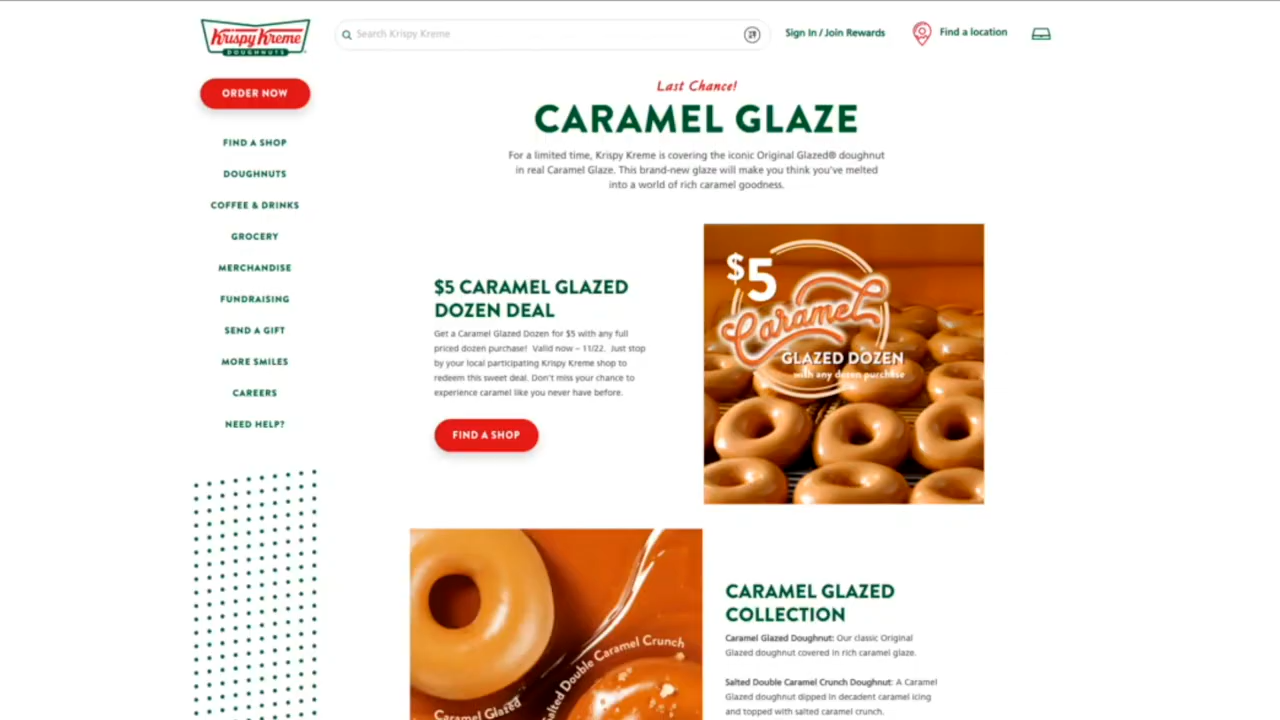 Krispy Kreme
DOUGHNUTS
Search Krispy Kreme
Sign In / Join Rewards
Find a location
ORDER NOW
FIND A SHOP
DOUGHNUTS
COFFEE & DRINKS
GROCERY
MERCHANDISE
FUNDRAISING
SEND A GIFT
MORE SMILES
CAREERS
NEED HELP?
Last Chance!
CARAMEL GLAZE
For a limited time, Krispy Kreme is covering the iconic Original Glazed® doughnut
in real Caramel Glaze. This brand-new glaze will make you think you've melted
into a world of rich caramel goodness.
$5 CARAMEL GLAZED
DOZEN DEAL
Get a Caramel Glazed Dozen for $5 with any full
priced dozen purchase! Valid now – 11/22. Just stop
by your local participating Krispy Kreme shop to
redeem this sweet deal. Don't miss your chance to
experience caramel like you never have before.
FIND A SHOP
$5
Caramel
GLAZED DOZEN
with any dozen purchase
Caramel Glazed
Salted Double Caramel Crunch
CARAMEL GLAZED
COLLECTION
Caramel Glazed Doughnut: Our classic Original
Glazed doughnut covered in rich caramel glaze.
Salted Double Caramel Crunch Doughnut: A Caramel
Glazed doughnut dipped in decadent caramel icing
and topped with salted caramel crunch.